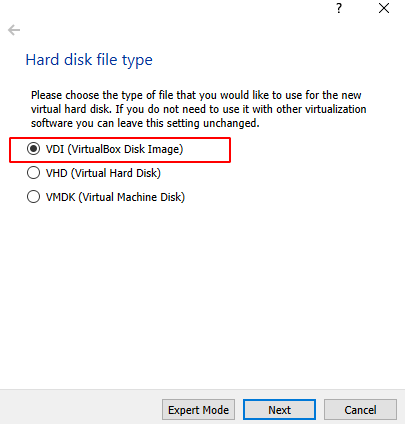 ?
Hard disk file type
Please choose the type of file that you would like to use for the new
virtual hard disk. If you do not need to use it with other virtualization
software you can leave this setting unchanged.
VDI (VirtualBox Disk Image)
VHD (Virtual Hard Disk)
VMDK (Virtual Machine Disk)
Expert Mode Next Cancel